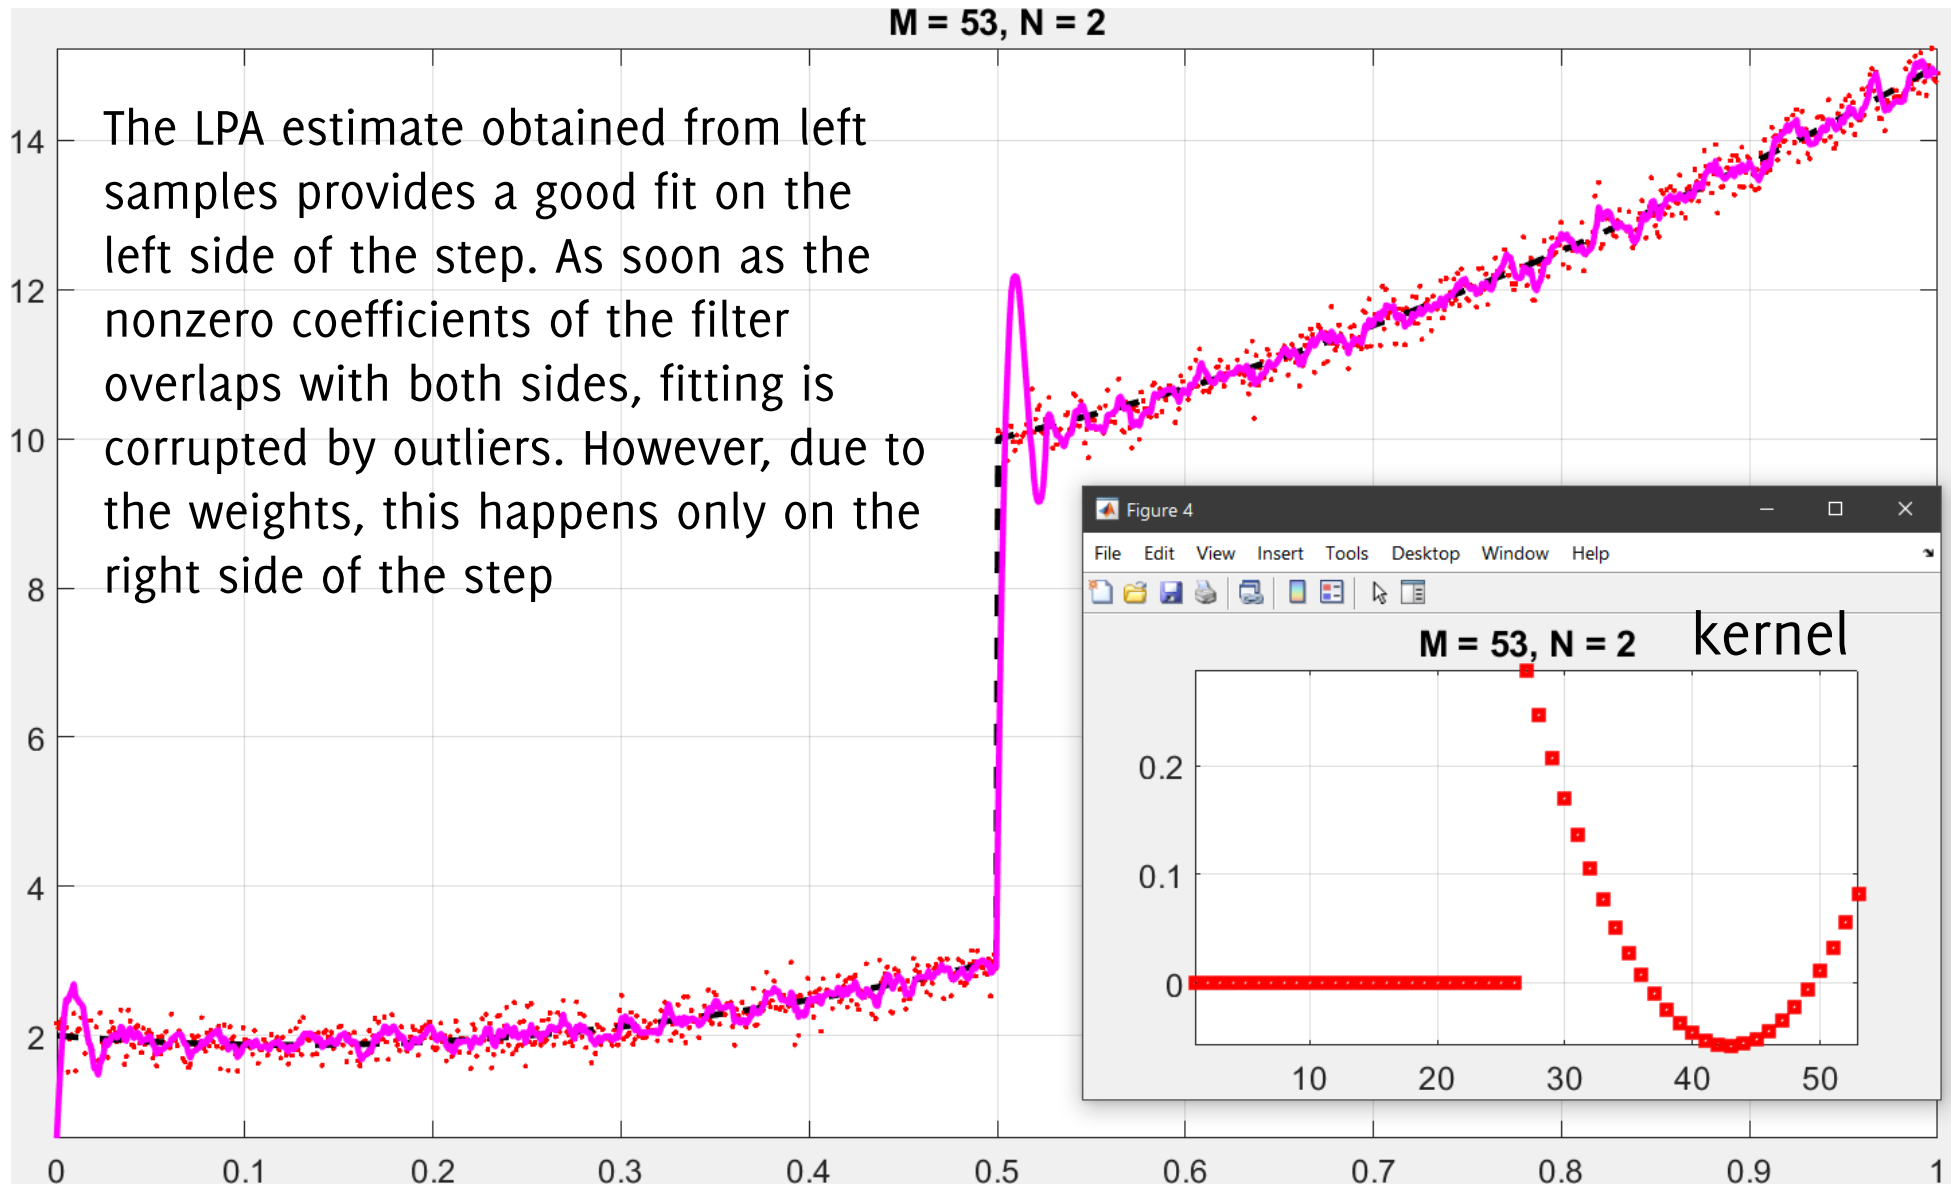 M = 53, N = 2
The LPA estimate obtained from left
samples provides a good fit on the
left side of the step. As soon as the
nonzero coefficients of the filter
overlaps with both sides, fitting is
corrupted by outliers. However, due to
the weights, this happens only on the
right side of the step
14
12
10
8
6
4
2
0 0.1 0.2 0.3 0.4 0.5 0.6 0.7 0.8 0.9 1
Figure 4
File Edit View Insert Tools Desktop Window Help
M = 53, N = 2 kernel
0.2
0.1
0
10 20 30 40 50